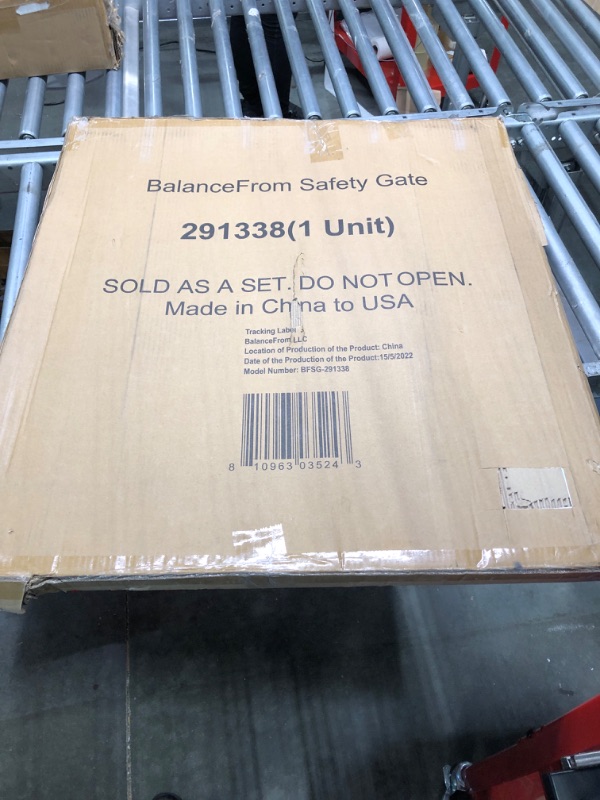 BalanceFrom Safety Gate
291338(1 Unit)
SOLD AS A SET. DO NOT OPEN.
Made in China to USA
Tracking Label
BalanceFrom LLC
Location of Production of the Product: China
Date of the Production of the Product:15/5/2022
Model Number: BFSG-291338
8 10963 03524 3